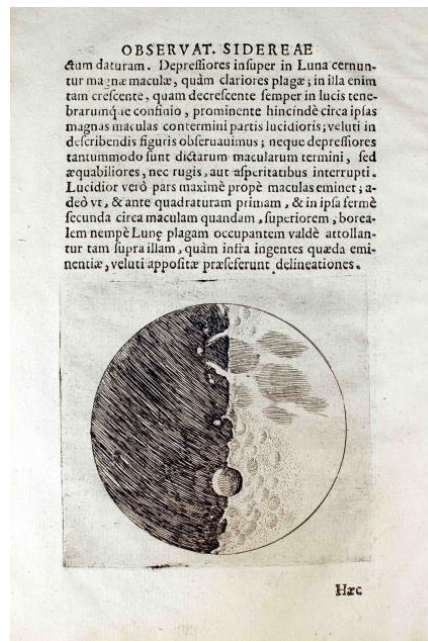 OBSERVAT. SIDEREAE
ctum daturam. Depreſſiores inſuper in Luna cernun-
tur magnæ maculæ, quàm clariores plagæ; in illa enim
tam creſcente, quam decreſcente ſemper in lucis tene-
brarumq́ue confinio, prominente hincindè circa ipſas
magnas maculas contermini partis lucidioris; veluti in
deſcribendis figuris obſeruauimus; neque depreſſiores
tantummodo ſunt dictarum macularum termini, ſed
æquabiliores, nec rugis, aut aſperitatibus interrupti.
Lucidior verò pars maximè propè maculas eminet; a-
deò vt, & ante quadraturam primam, & in ipſa fermè
ſecunda circa maculam quandam, ſuperiorem, borea-
lem nempè Lunę plagam occupantem valdè attollan-
tur tam ſupra illam, quàm infra ingentes quæda emi-
nentiæ, veluti appoſitæ præſeferunt delineationes.
Hæc